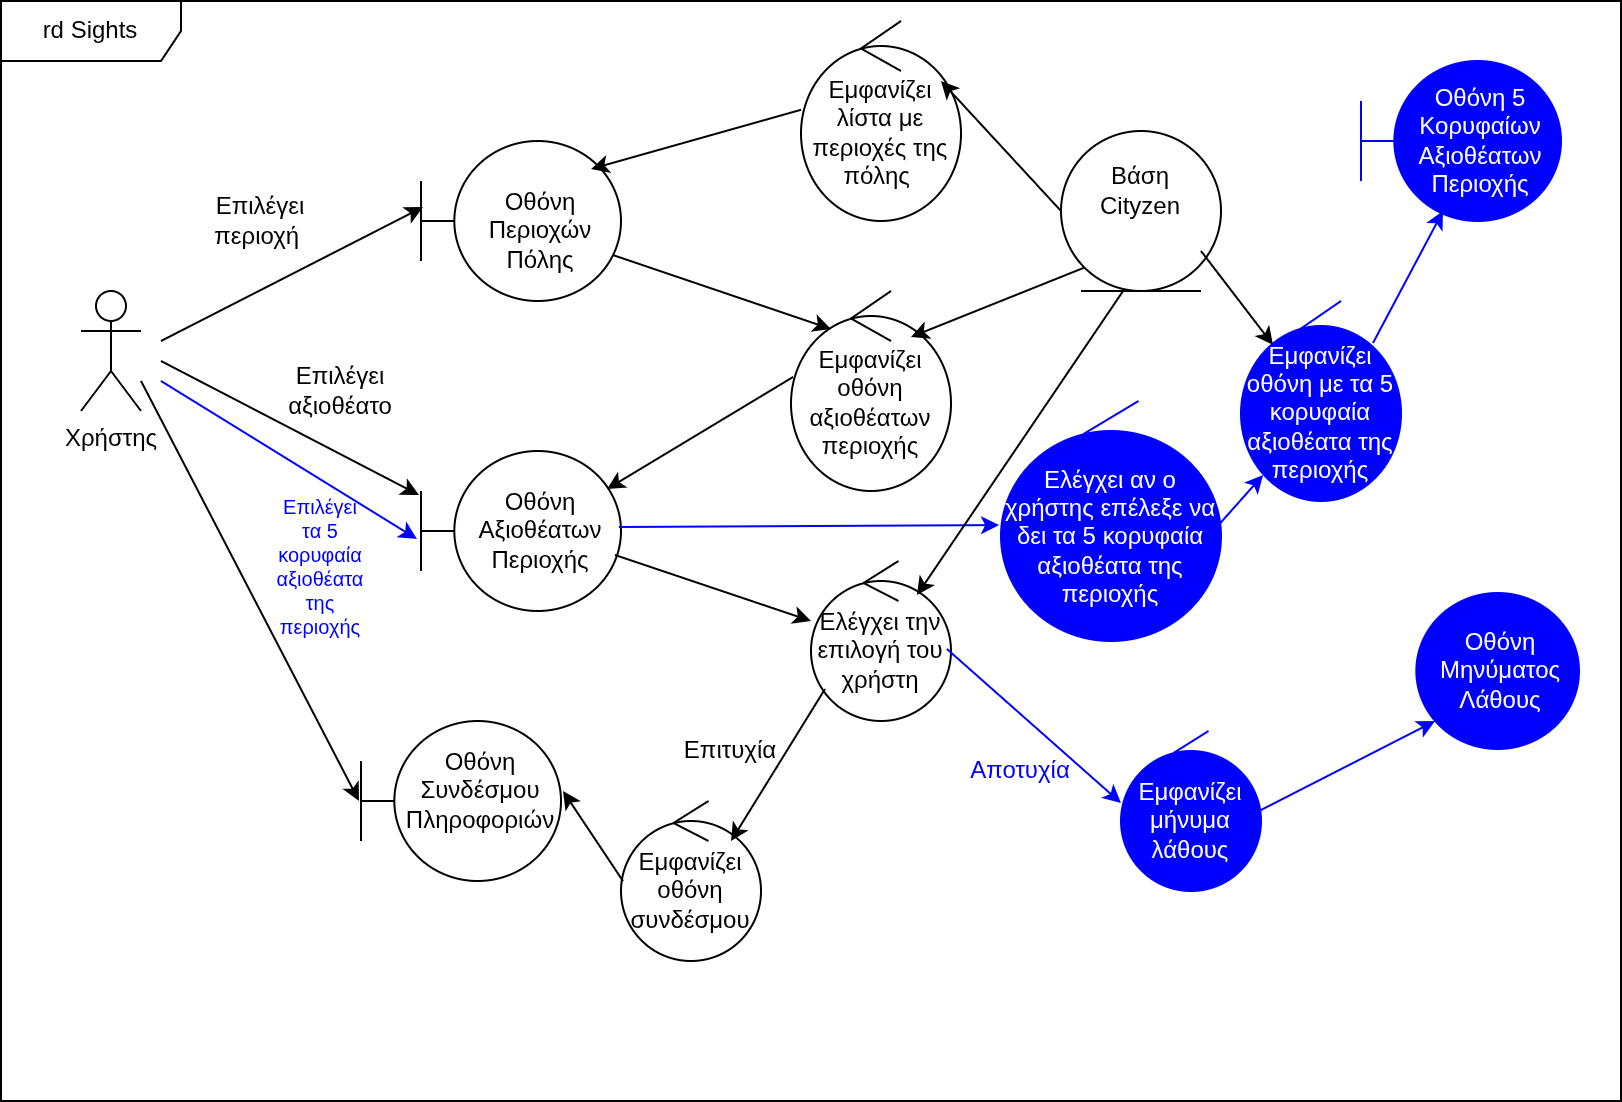 rd Sights
Εμφανίζει
λίστα με
περιοχές της
πόλης
Βάση
Cityzen
Οθόνη 5
Κορυφαίων
Αξιοθέατων
Περιοχής
Επιλέγει
περιοχή
Οθόνη
Περιοχών
Πόλης
Χρήστης
Επιλέγει
αξιοθέατο
Εμφανίζει
οθόνη
αξιοθέατων
περιοχής
Εμφανίζει
οθόνη με τα 5
κορυφαία
αξιοθέατα της
περιοχής
Επιλέγει
τα 5
κορυφαία
αξιοθέατα
της
περιοχής
Οθόνη
Αξιοθέατων
Περιοχής
Ελέγχει αν ο
χρήστης επέλεξε να
δει τα 5 κορυφαία
αξιοθέατα της
περιοχής
Ελέγχει την
επιλογή του
χρήστη
Οθόνη
Μηνύματος
Λάθους
Επιτυχία
Αποτυχία
Οθόνη
Συνδέσμου
Πληροφοριών
Εμφανίζει
μήνυμα
λάθους
Εμφανίζει
οθόνη
συνδέσμου